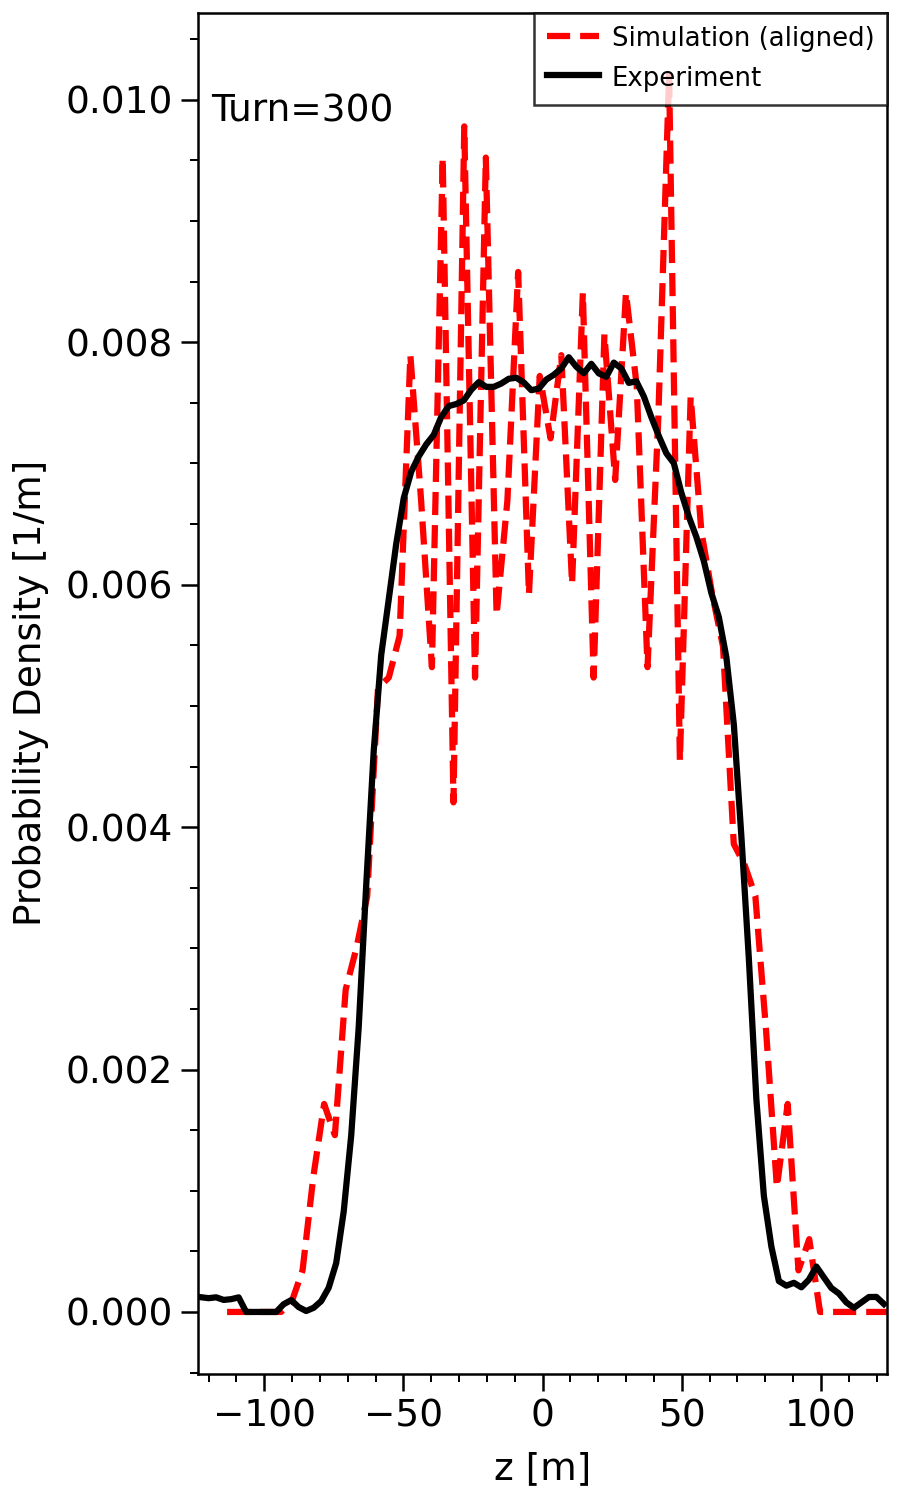 Simulation (aligned)
Experiment
Turn=300
0.010
0.008
0.006
0.004
0.002
0.000
Probability Density [1/m]
−100 −50 0 50 100
z [m]